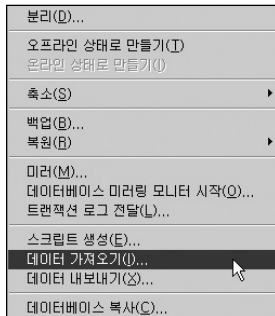 분리(D)...
오프라인 상태로 만들기(T)
온라인 상태로 만들기(I)
축소(S)
백업(B)...
복원(R)
미러(M)...
데이터베이스 미러링 모니터 시작(O)...
트랜잭션 로그 전달(L)...
스크립트 생성(E)...
데이터 가져오기(I)...
데이터 내보내기(X)...
데이터베이스 복사(C)...